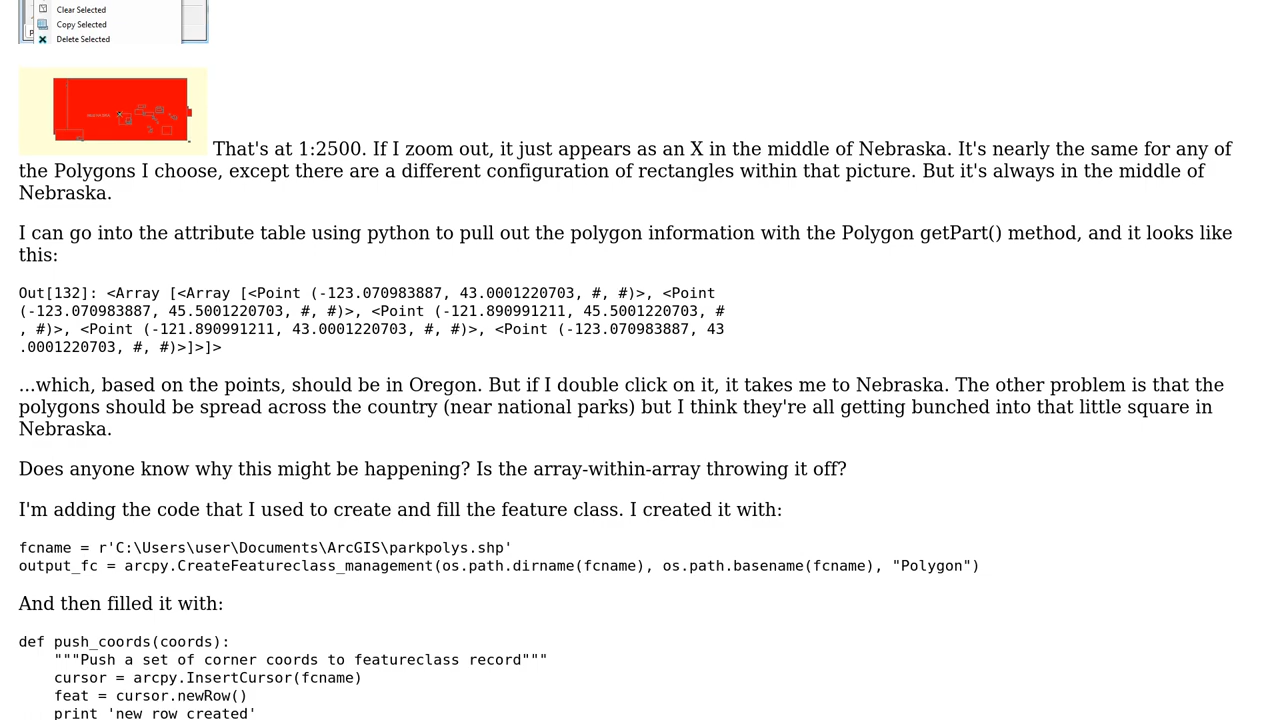 Clear Selected
Copy Selected
Delete Selected
That's at 1:2500. If I zoom out, it just appears as an X in the middle of Nebraska. It's nearly the same for any of
the Polygons I choose, except there are a different configuration of rectangles within that picture. But it's always in the middle of
Nebraska.
I can go into the attribute table using python to pull out the polygon information with the Polygon getPart() method, and it looks like
this:
Out[132]: <Array [<Array [<Point (-123.070983887, 43.0001220703, #, #)>, <Point
(-123.070983887, 45.5001220703, #, #)>, <Point (-121.890991211, 45.5001220703, #
, #)>, <Point (-121.890991211, 43.0001220703, #, #)>, <Point (-123.070983887, 43
.0001220703, #, #)>]>]>
...which, based on the points, should be in Oregon. But if I double click on it, it takes me to Nebraska. The other problem is that the
polygons should be spread across the country (near national parks) but I think they're all getting bunched into that little square in
Nebraska.
Does anyone know why this might be happening? Is the array-within-array throwing it off?
I'm adding the code that I used to create and fill the feature class. I created it with:
fcname = r'C:\Users\user\Documents\ArcGIS\parkpolys.shp'
output_fc = arcpy.CreateFeatureclass_management(os.path.dirname(fcname), os.path.basename(fcname), "Polygon")
And then filled it with:
def push_coords(coords):
    """Push a set of corner coords to featureclass record"""
    cursor = arcpy.InsertCursor(fcname)
    feat = cursor.newRow()
    print 'new row created'